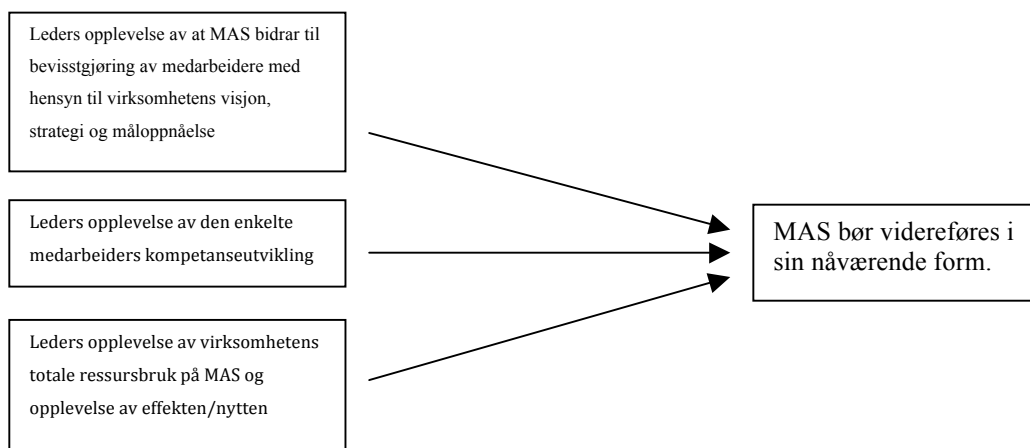 Leders opplevelse av at MAS bidrar til
bevisstgjøring av medarbeidere med
hensyn til virksomhetens visjon,
strategi og måloppnåelse
Leders opplevelse av den enkelte
medarbeiders kompetanseutvikling
Leders opplevelse av virksomhetens
totale ressursbruk på MAS og
opplevelse av effekten/nytten
MAS bør videreføres i
sin nåværende form.